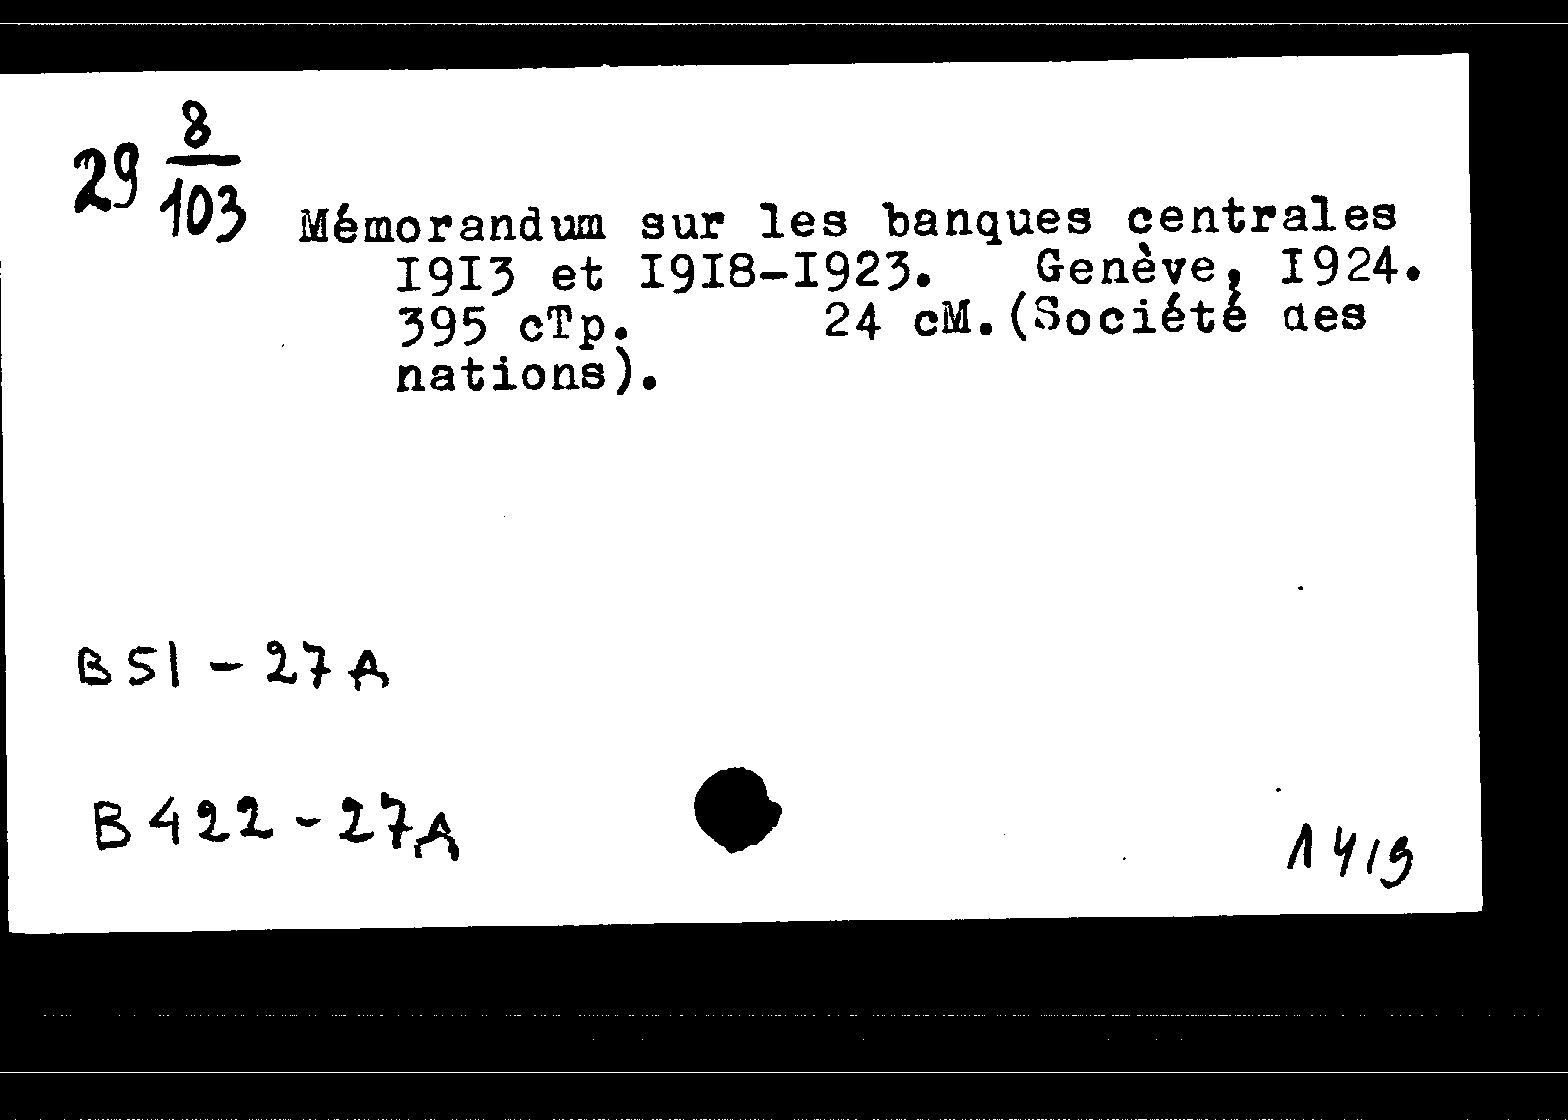 29 8/103
Mémorandum sur les banques centrales
I9I3 et I9I8-I923. Genève, I924.
395 cTp. 24 cM.(Société des
nations).
B51 - 27A
B422 - 27A
1419